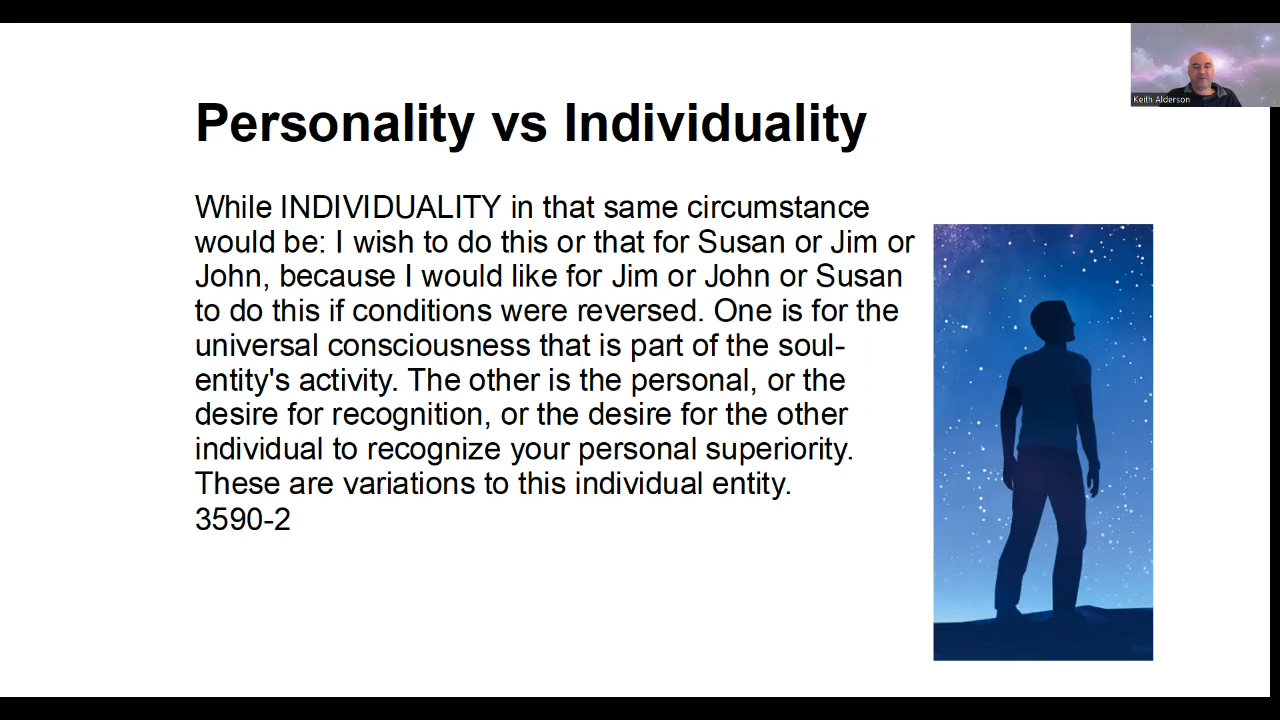 Keith Alderson
Personality vs Individuality
While INDIVIDUALITY in that same circumstance
would be: I wish to do this or that for Susan or Jim or
John, because I would like for Jim or John or Susan
to do this if conditions were reversed. One is for the
universal consciousness that is part of the soul-
entity's activity. The other is the personal, or the
desire for recognition, or the desire for the other
individual to recognize your personal superiority.
These are variations to this individual entity.
3590-2